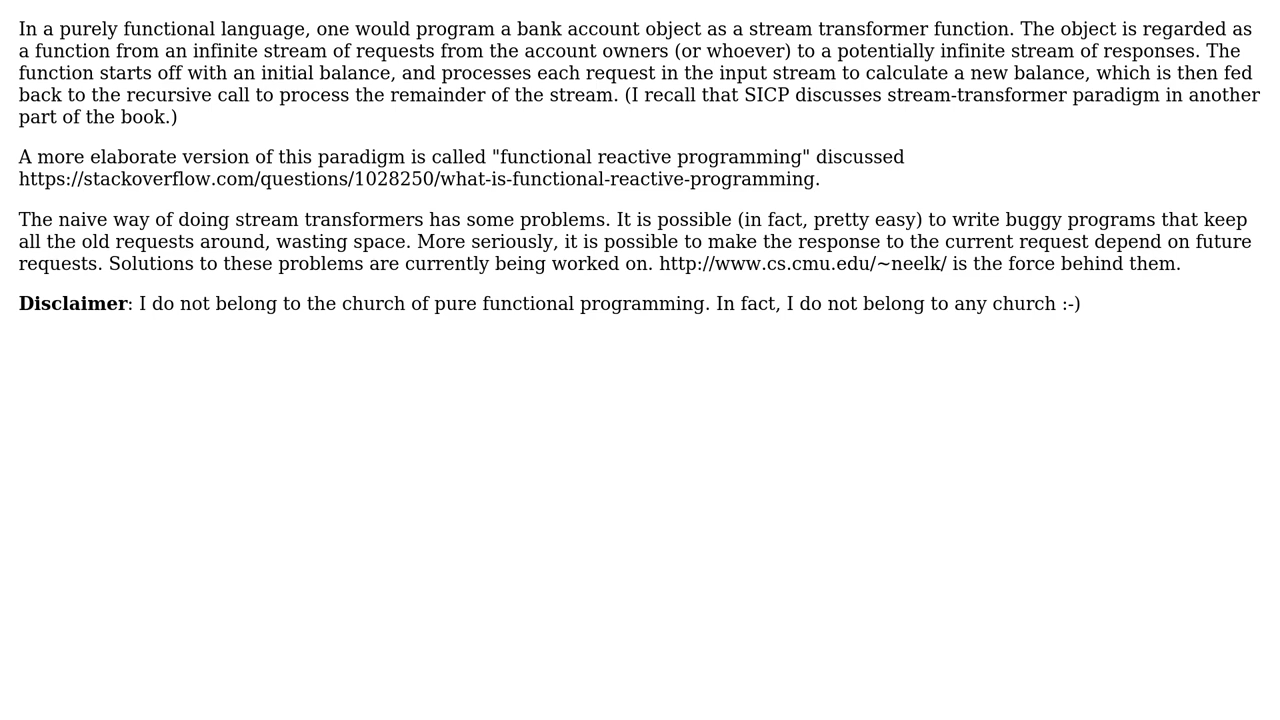 In a purely functional language, one would program a bank account object as a stream transformer function. The object is regarded as
a function from an infinite stream of requests from the account owners (or whoever) to a potentially infinite stream of responses. The
function starts off with an initial balance, and processes each request in the input stream to calculate a new balance, which is then fed
back to the recursive call to process the remainder of the stream. (I recall that SICP discusses stream-transformer paradigm in another
part of the book.)
A more elaborate version of this paradigm is called "functional reactive programming" discussed
https://stackoverflow.com/questions/1028250/what-is-functional-reactive-programming.
The naive way of doing stream transformers has some problems. It is possible (in fact, pretty easy) to write buggy programs that keep
all the old requests around, wasting space. More seriously, it is possible to make the response to the current request depend on future
requests. Solutions to these problems are currently being worked on. http://www.cs.cmu.edu/~neelk/ is the force behind them.
Disclaimer: I do not belong to the church of pure functional programming. In fact, I do not belong to any church :-)